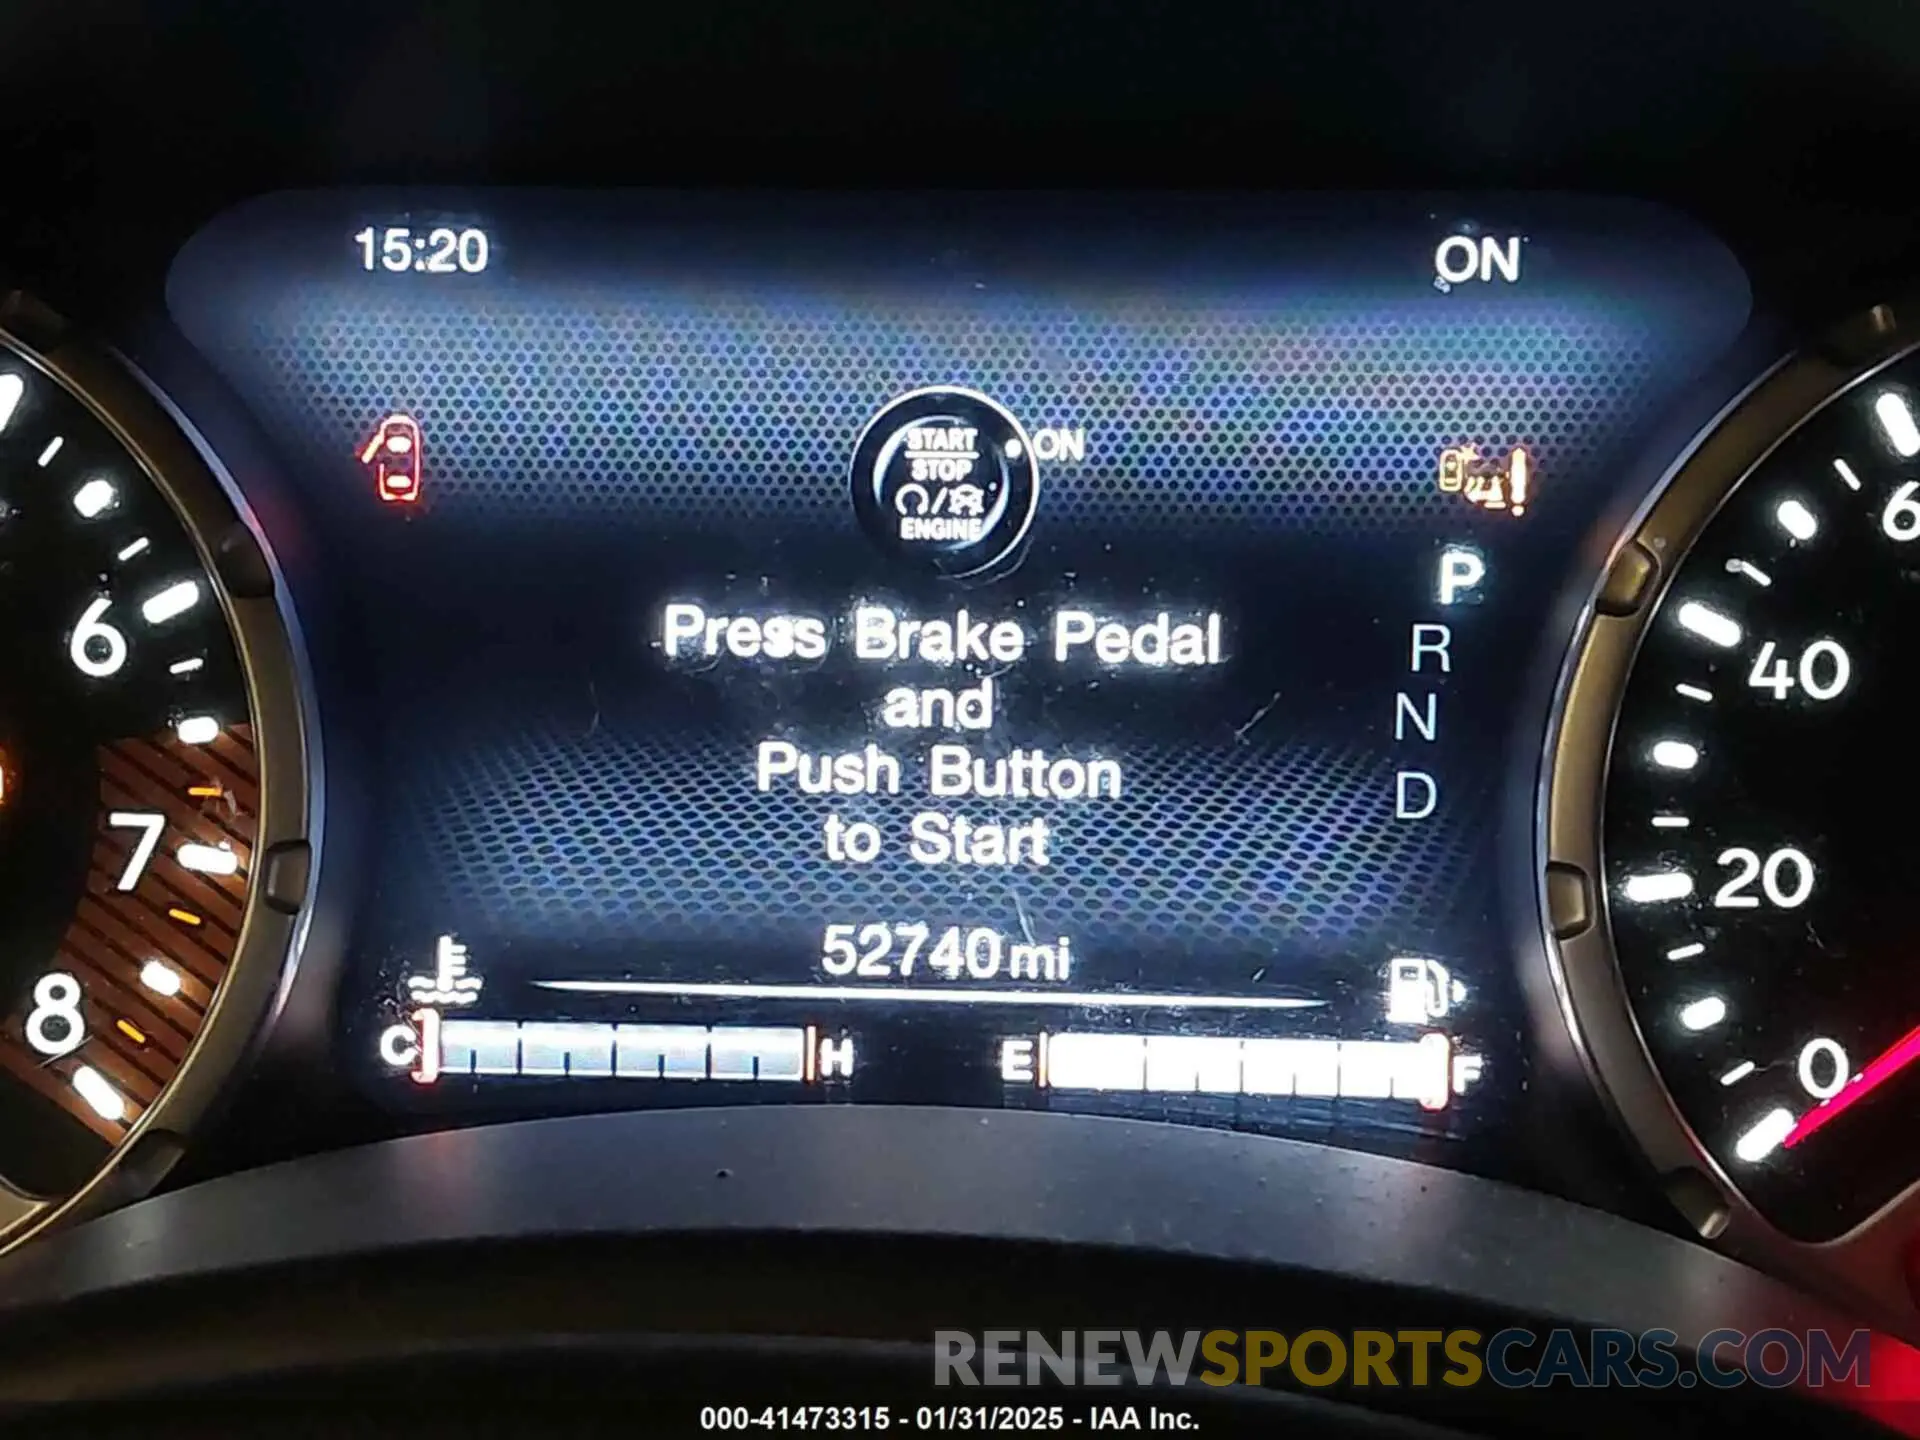 15:20
ON
START
STOP
ENGINE
ON
Press Brake Pedal
and
Push Button
to Start
P
R
N
D
52740 mi
C
H
E
F
6
7
8
6
40
20
0
RENEWSPORTSCARS.COM
000-41473315 - 01/31/2025 - IAA Inc.